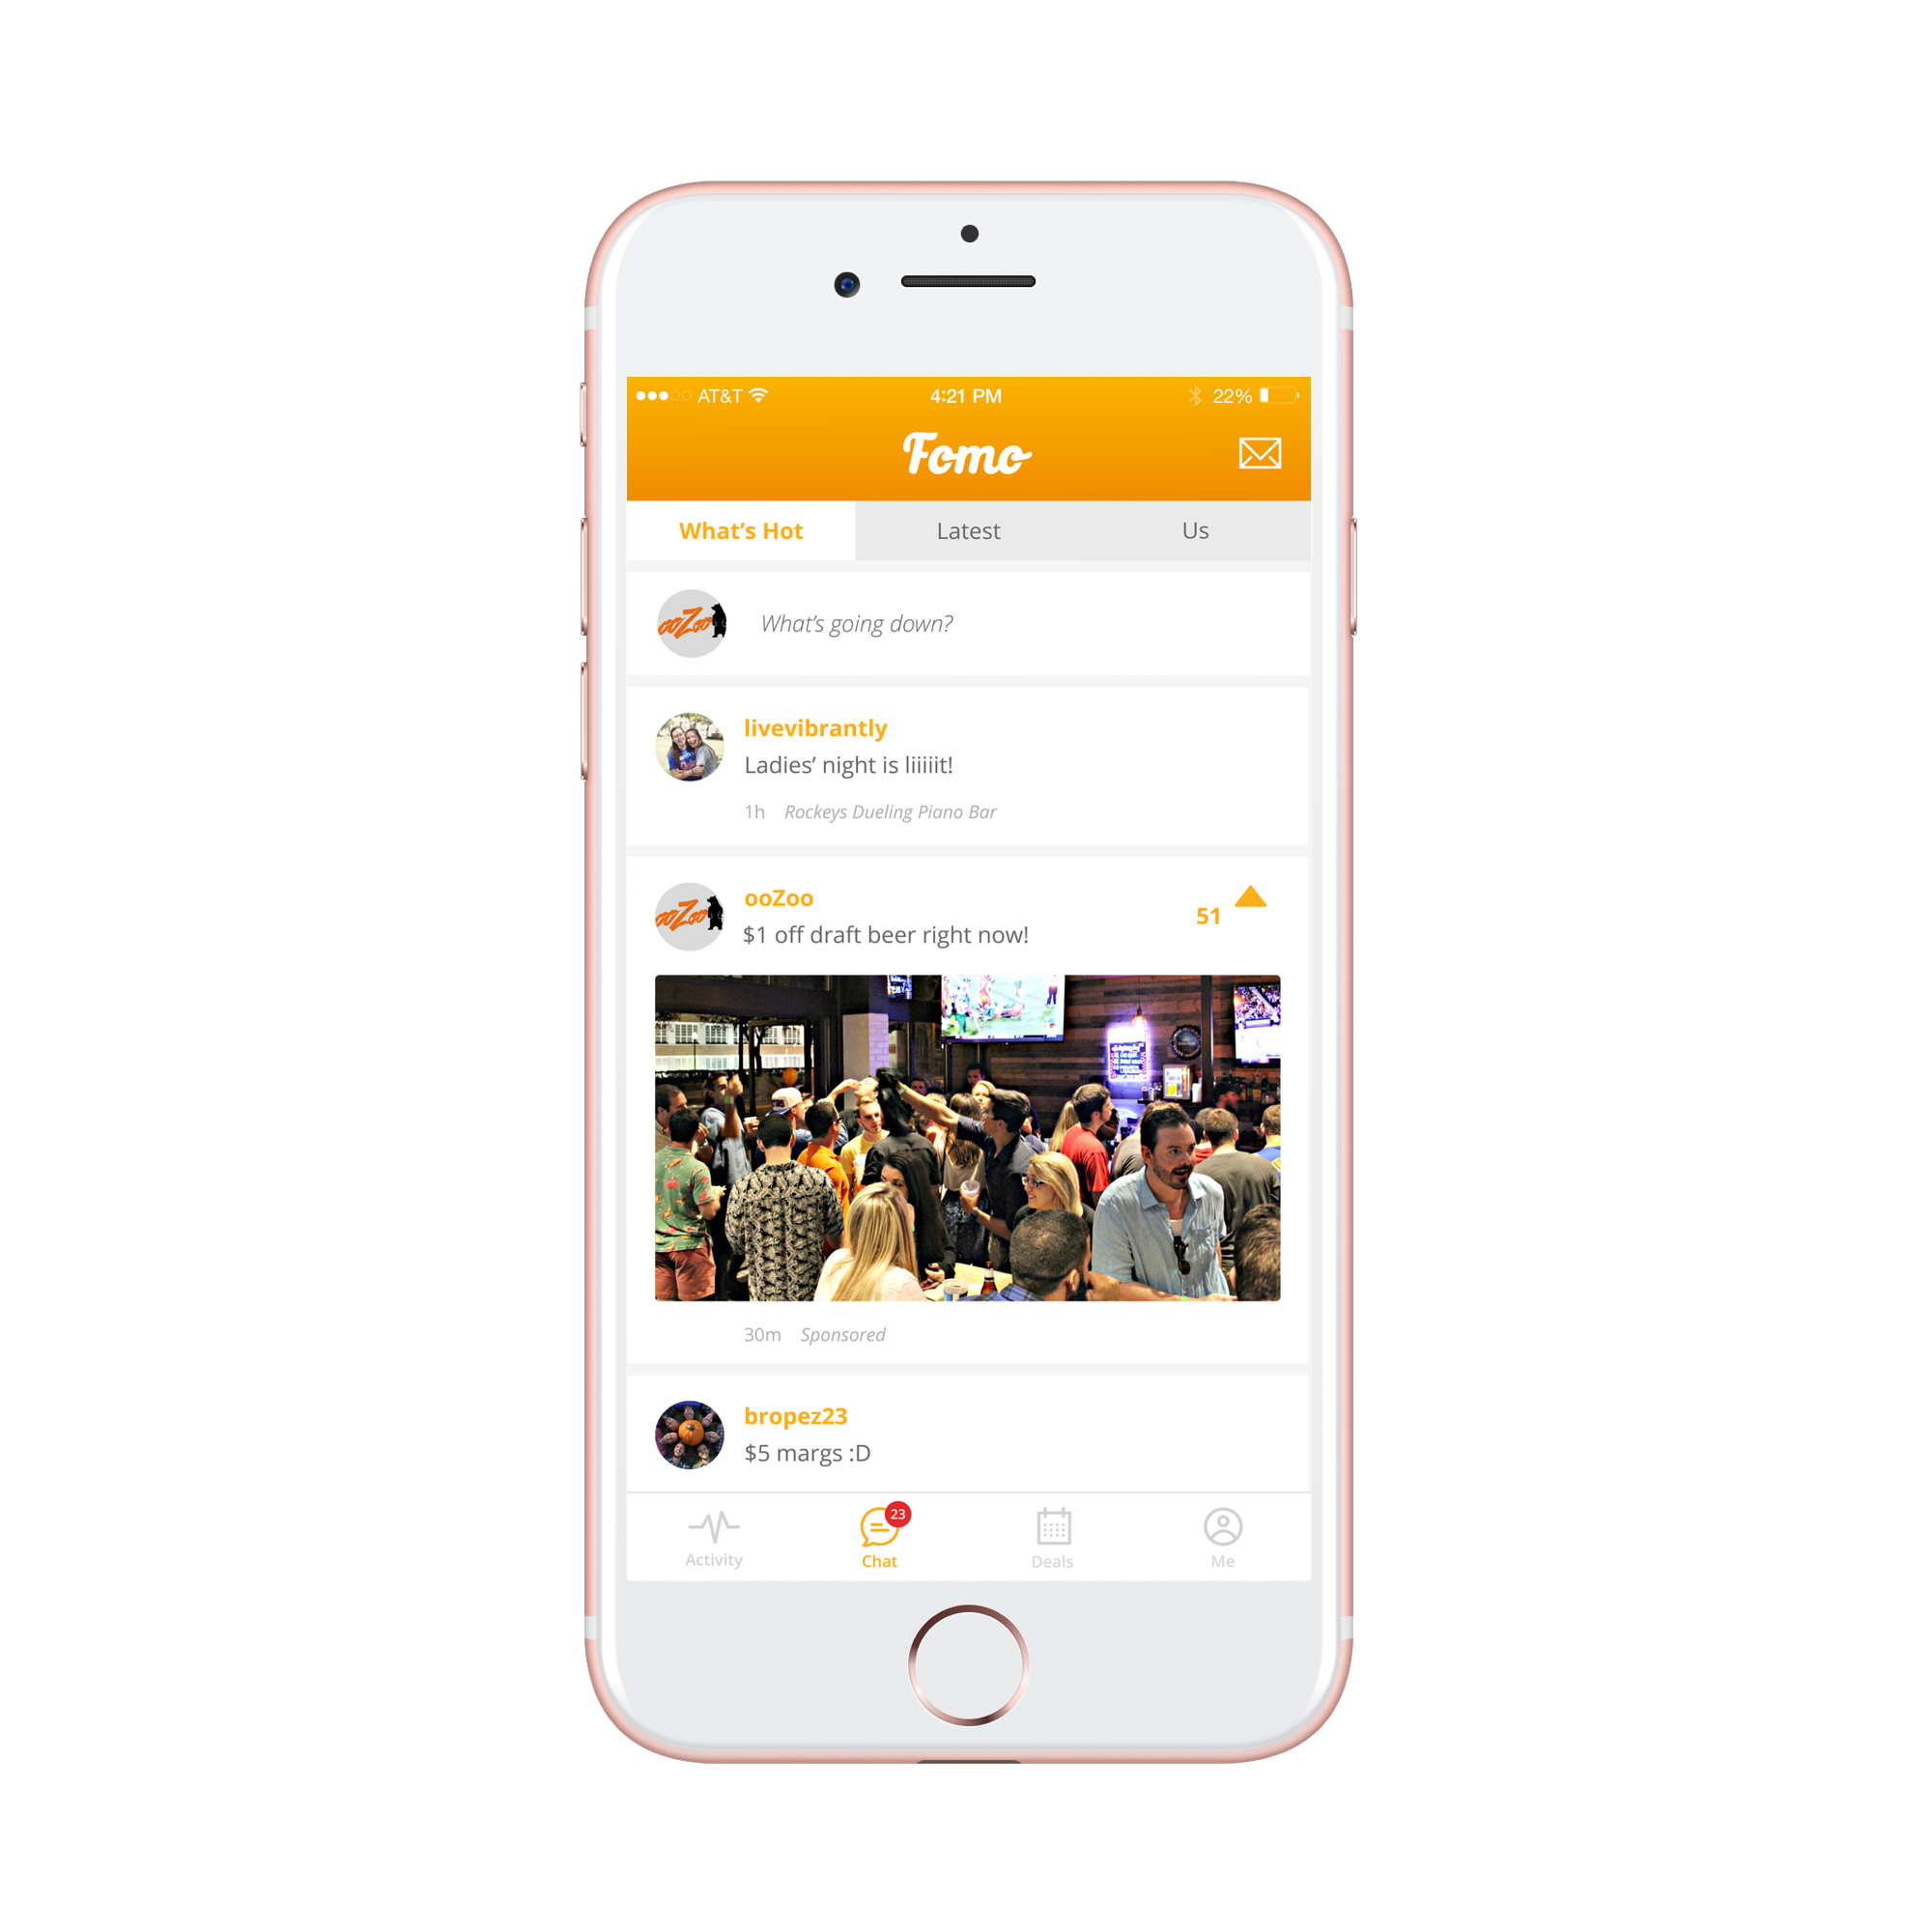 AT&T 4:21 PM 22%
Fomo
What's Hot Latest Us
ooZoo What's going down?
livevibrantly
Ladies' night is liiiiit!
1h Rockeys Dueling Piano Bar
ooZoo
ooZoo
51
$1 off draft beer right now!
30m Sponsored
bropez23
$5 margs :D
23
Activity Chat Deals Me